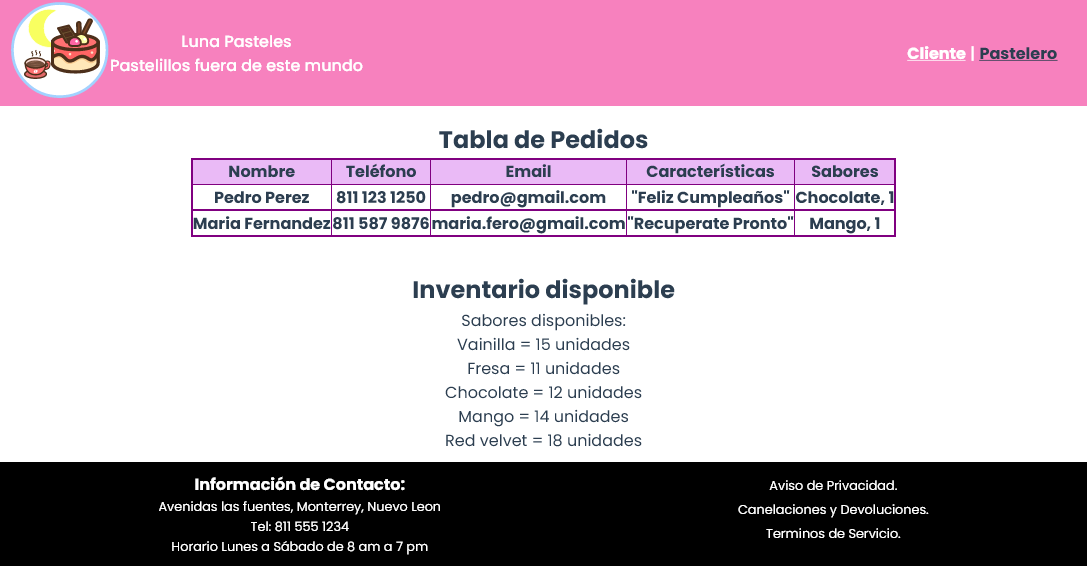 Luna Pasteles
Pastelillos fuera de este mundo
Cliente | Pastelero
Tabla de Pedidos
Nombre Teléfono Email Características Sabores
Pedro Perez 811 123 1250 pedro@gmail.com "Feliz Cumpleaños" Chocolate, 1
Maria Fernandez 811 587 9876 maria.fero@gmail.com "Recuperate Pronto" Mango, 1
Inventario disponible
Sabores disponibles:
Vainilla = 15 unidades
Fresa = 11 unidades
Chocolate = 12 unidades
Mango = 14 unidades
Red velvet = 18 unidades
Información de Contacto:
Avenidas las fuentes, Monterrey, Nuevo Leon
Tel: 811 555 1234
Horario Lunes a Sábado de 8 am a 7 pm
Aviso de Privacidad.
Canelaciones y Devoluciones.
Terminos de Servicio.